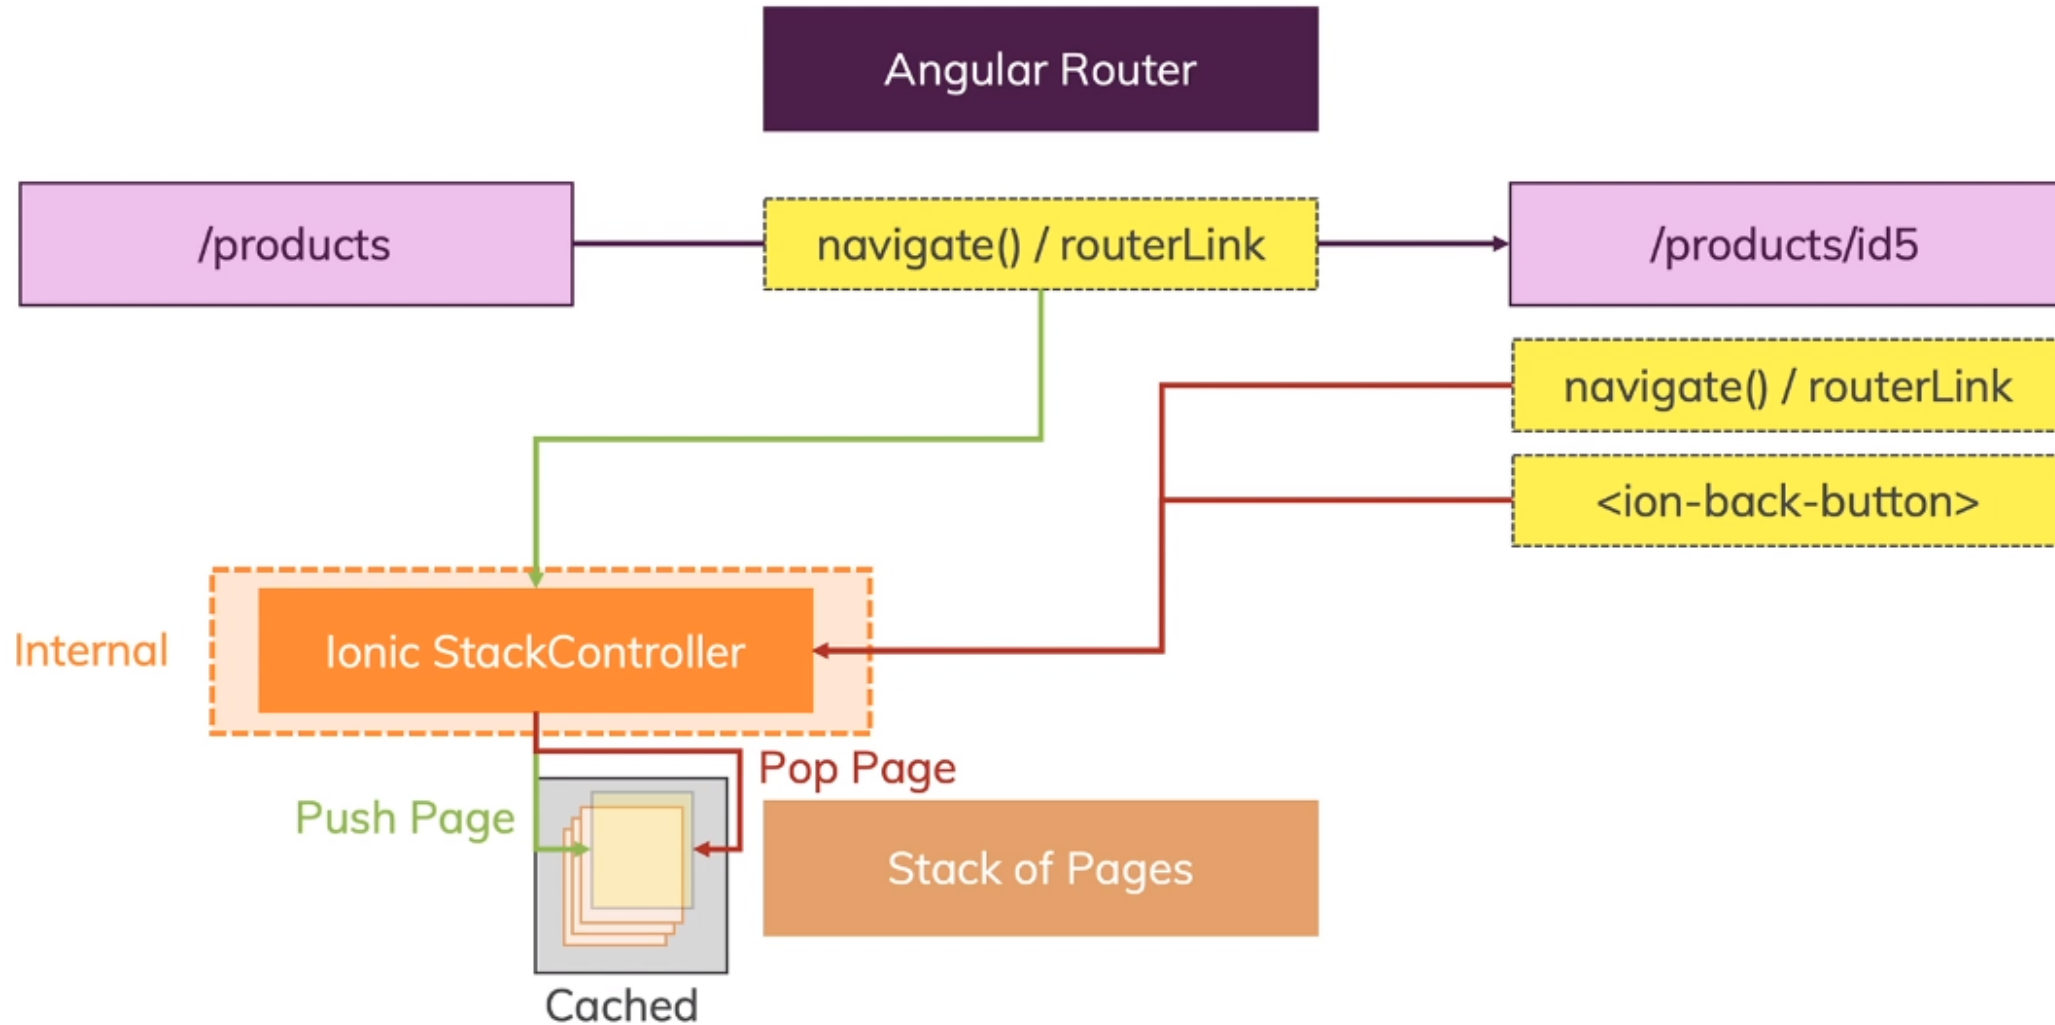 Angular Router
/products
navigate() / routerLink
/products/id5
navigate() / routerLink
<ion-back-button>
Internal
Ionic StackController
Pop Page
Push Page
Stack of Pages
Cached